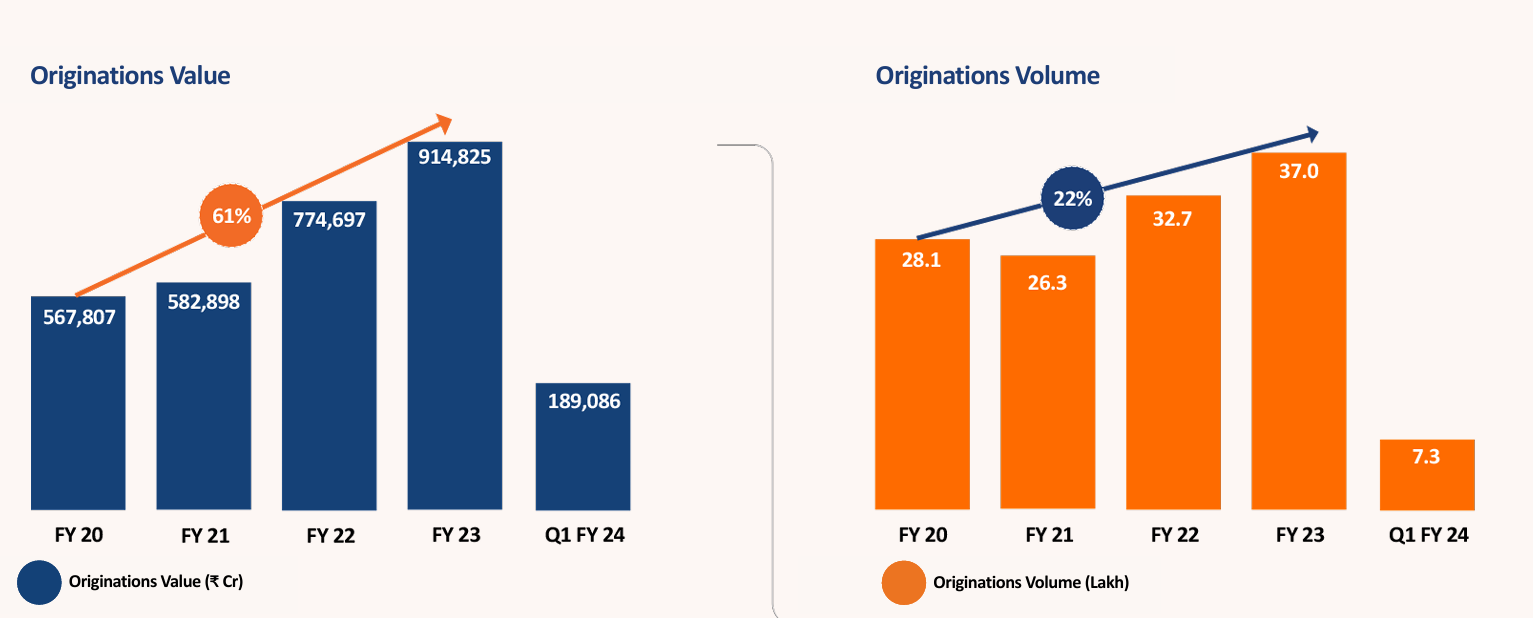 Originations Value
914,825
61%
774,697
567,807
582,898
189,086
FY 20
FY 21
FY 22
FY 23
Q1 FY 24
Originations Value (₹ Cr)
Originations Volume
37.0
22%
32.7
28.1
26.3
7.3
FY 20
FY 21
FY 22
FY 23
Q1 FY 24
Originations Volume (Lakh)